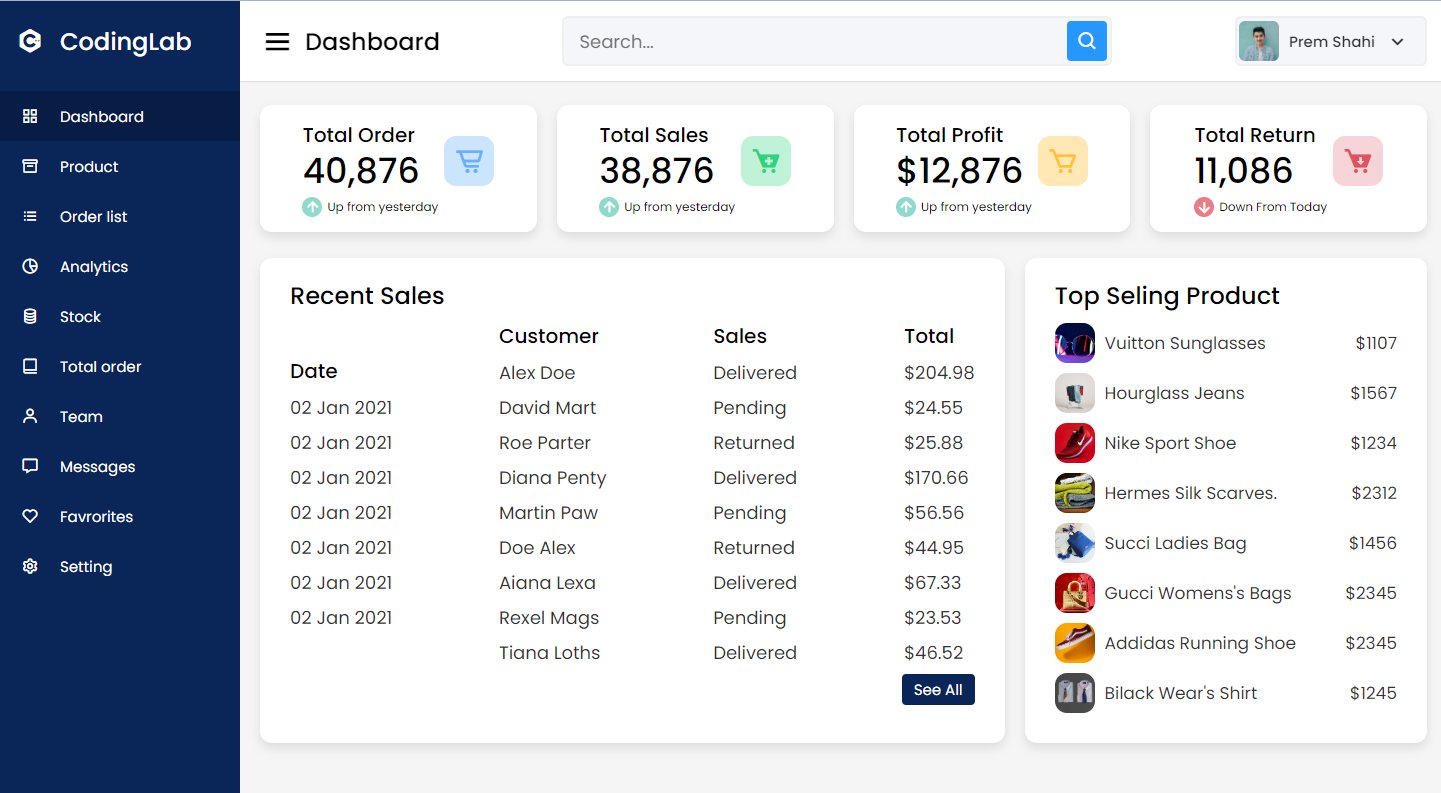 CodingLab
Dashboard
Product
Order list
Analytics
Stock
Total order
Team
Messages
Favrorites
Setting
Dashboard
Search...
Prem Shahi
Total Order
40,876
Up from yesterday
Total Sales
38,876
Up from yesterday
Total Profit
$12,876
Up from yesterday
Total Return
11,086
Down From Today
Recent Sales
Customer Sales Total
Date Alex Doe Delivered $204.98
02 Jan 2021 David Mart Pending $24.55
02 Jan 2021 Roe Parter Returned $25.88
02 Jan 2021 Diana Penty Delivered $170.66
02 Jan 2021 Martin Paw Pending $56.56
02 Jan 2021 Doe Alex Returned $44.95
02 Jan 2021 Aiana Lexa Delivered $67.33
02 Jan 2021 Rexel Mags Pending $23.53
Tiana Loths Delivered $46.52
See All
Top Seling Product
Vuitton Sunglasses $1107
Hourglass Jeans $1567
Nike Sport Shoe $1234
Hermes Silk Scarves. $2312
Succi Ladies Bag $1456
Gucci Womens's Bags $2345
Addidas Running Shoe $2345
Bilack Wear's Shirt $1245